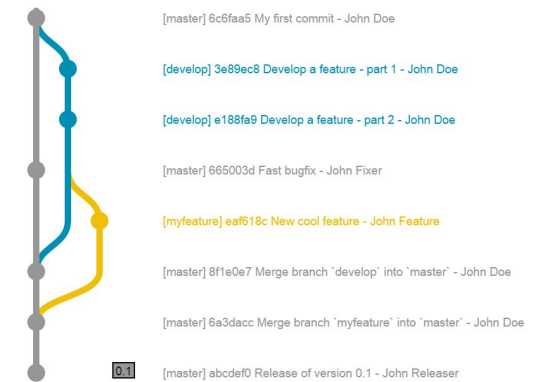 [master] 6c6faa5 My first commit - John Doe
[develop] 3e89ec8 Develop a feature - part 1 - John Doe
[develop] e188fa9 Develop a feature - part 2 - John Doe
[master] 665003d Fast bugfix - John Fixer
[myfeature] eaf618c New cool feature - John Feature
[master] 8f1e0e7 Merge branch `develop` into `master` - John Doe
[master] 6a3dacc Merge branch `myfeature` into `master` - John Doe
0.1 [master] abcdef0 Release of version 0.1 - John Releaser